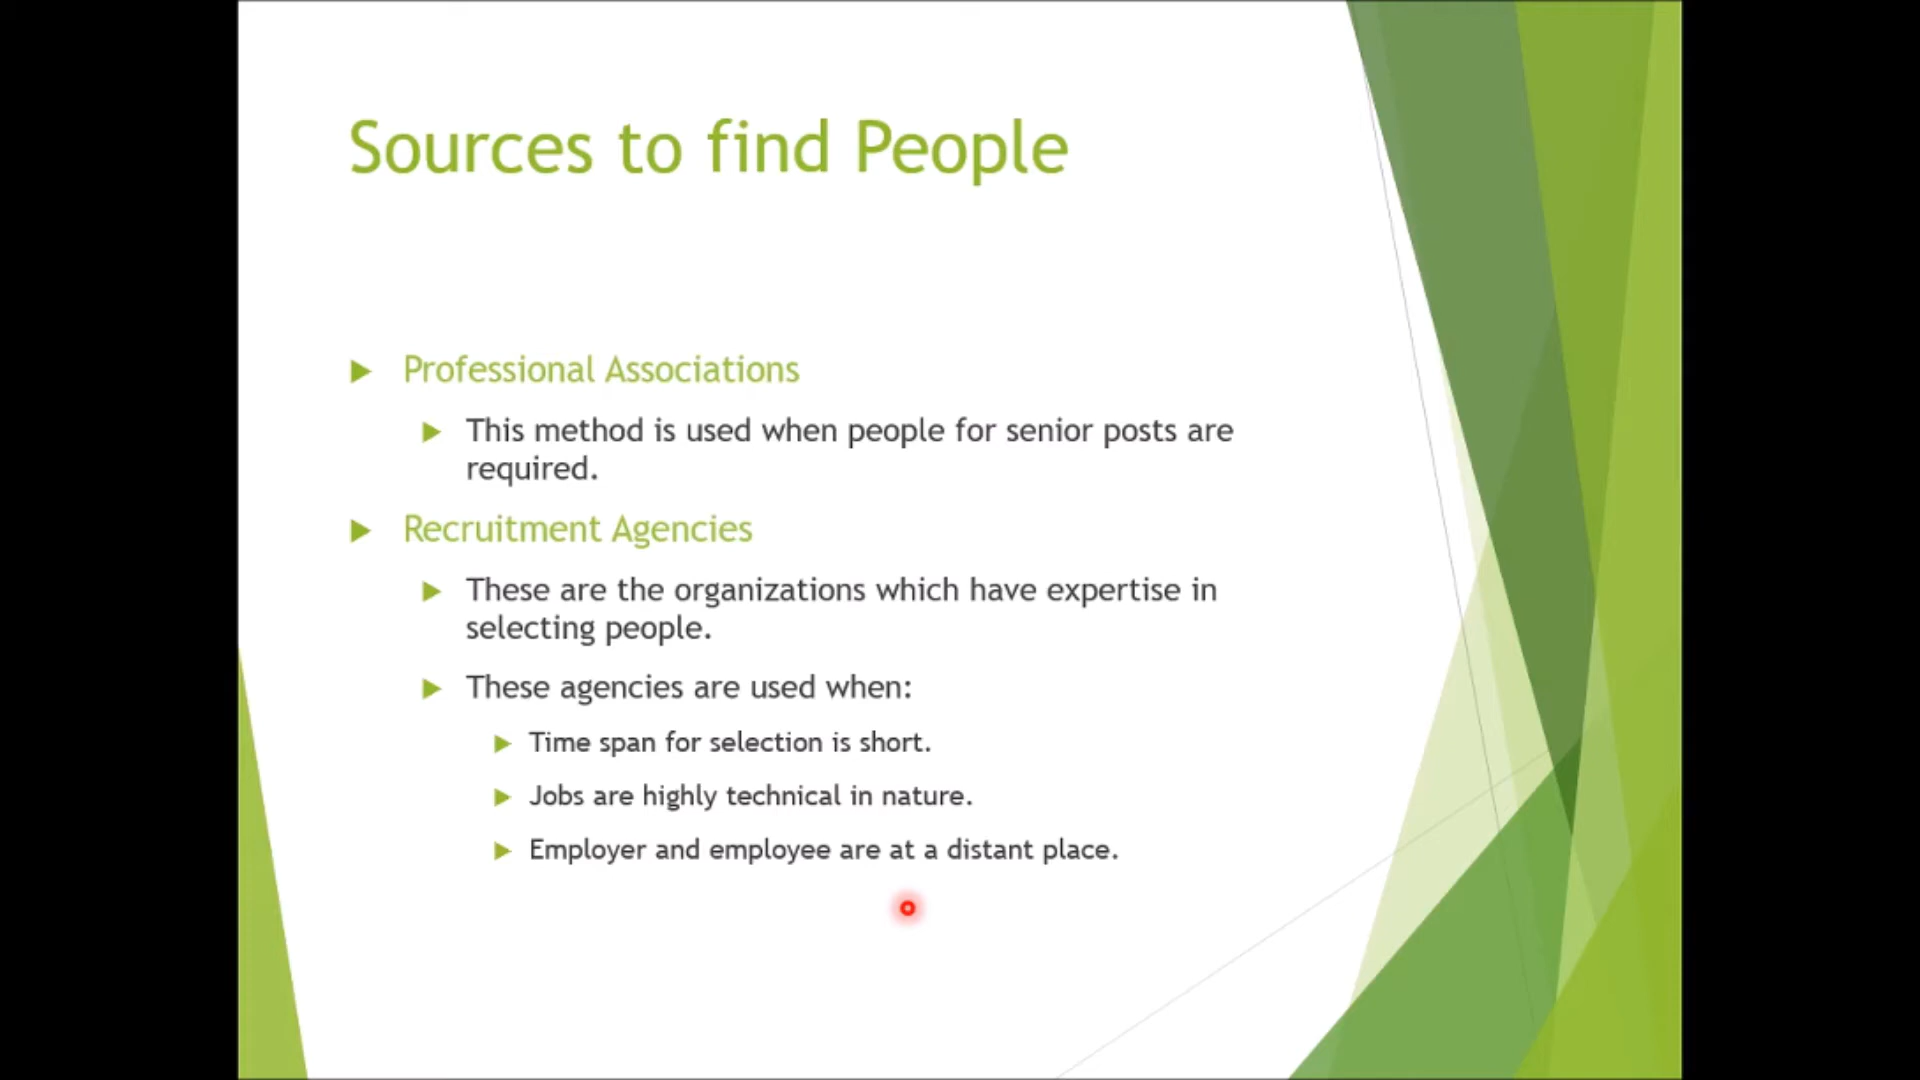 Sources to find People
Professional Associations
This method is used when people for senior posts are
required.
Recruitment Agencies
These are the organizations which have expertise in
selecting people.
These agencies are used when:
Time span for selection is short.
Jobs are highly technical in nature.
Employer and employee are at a distant place.